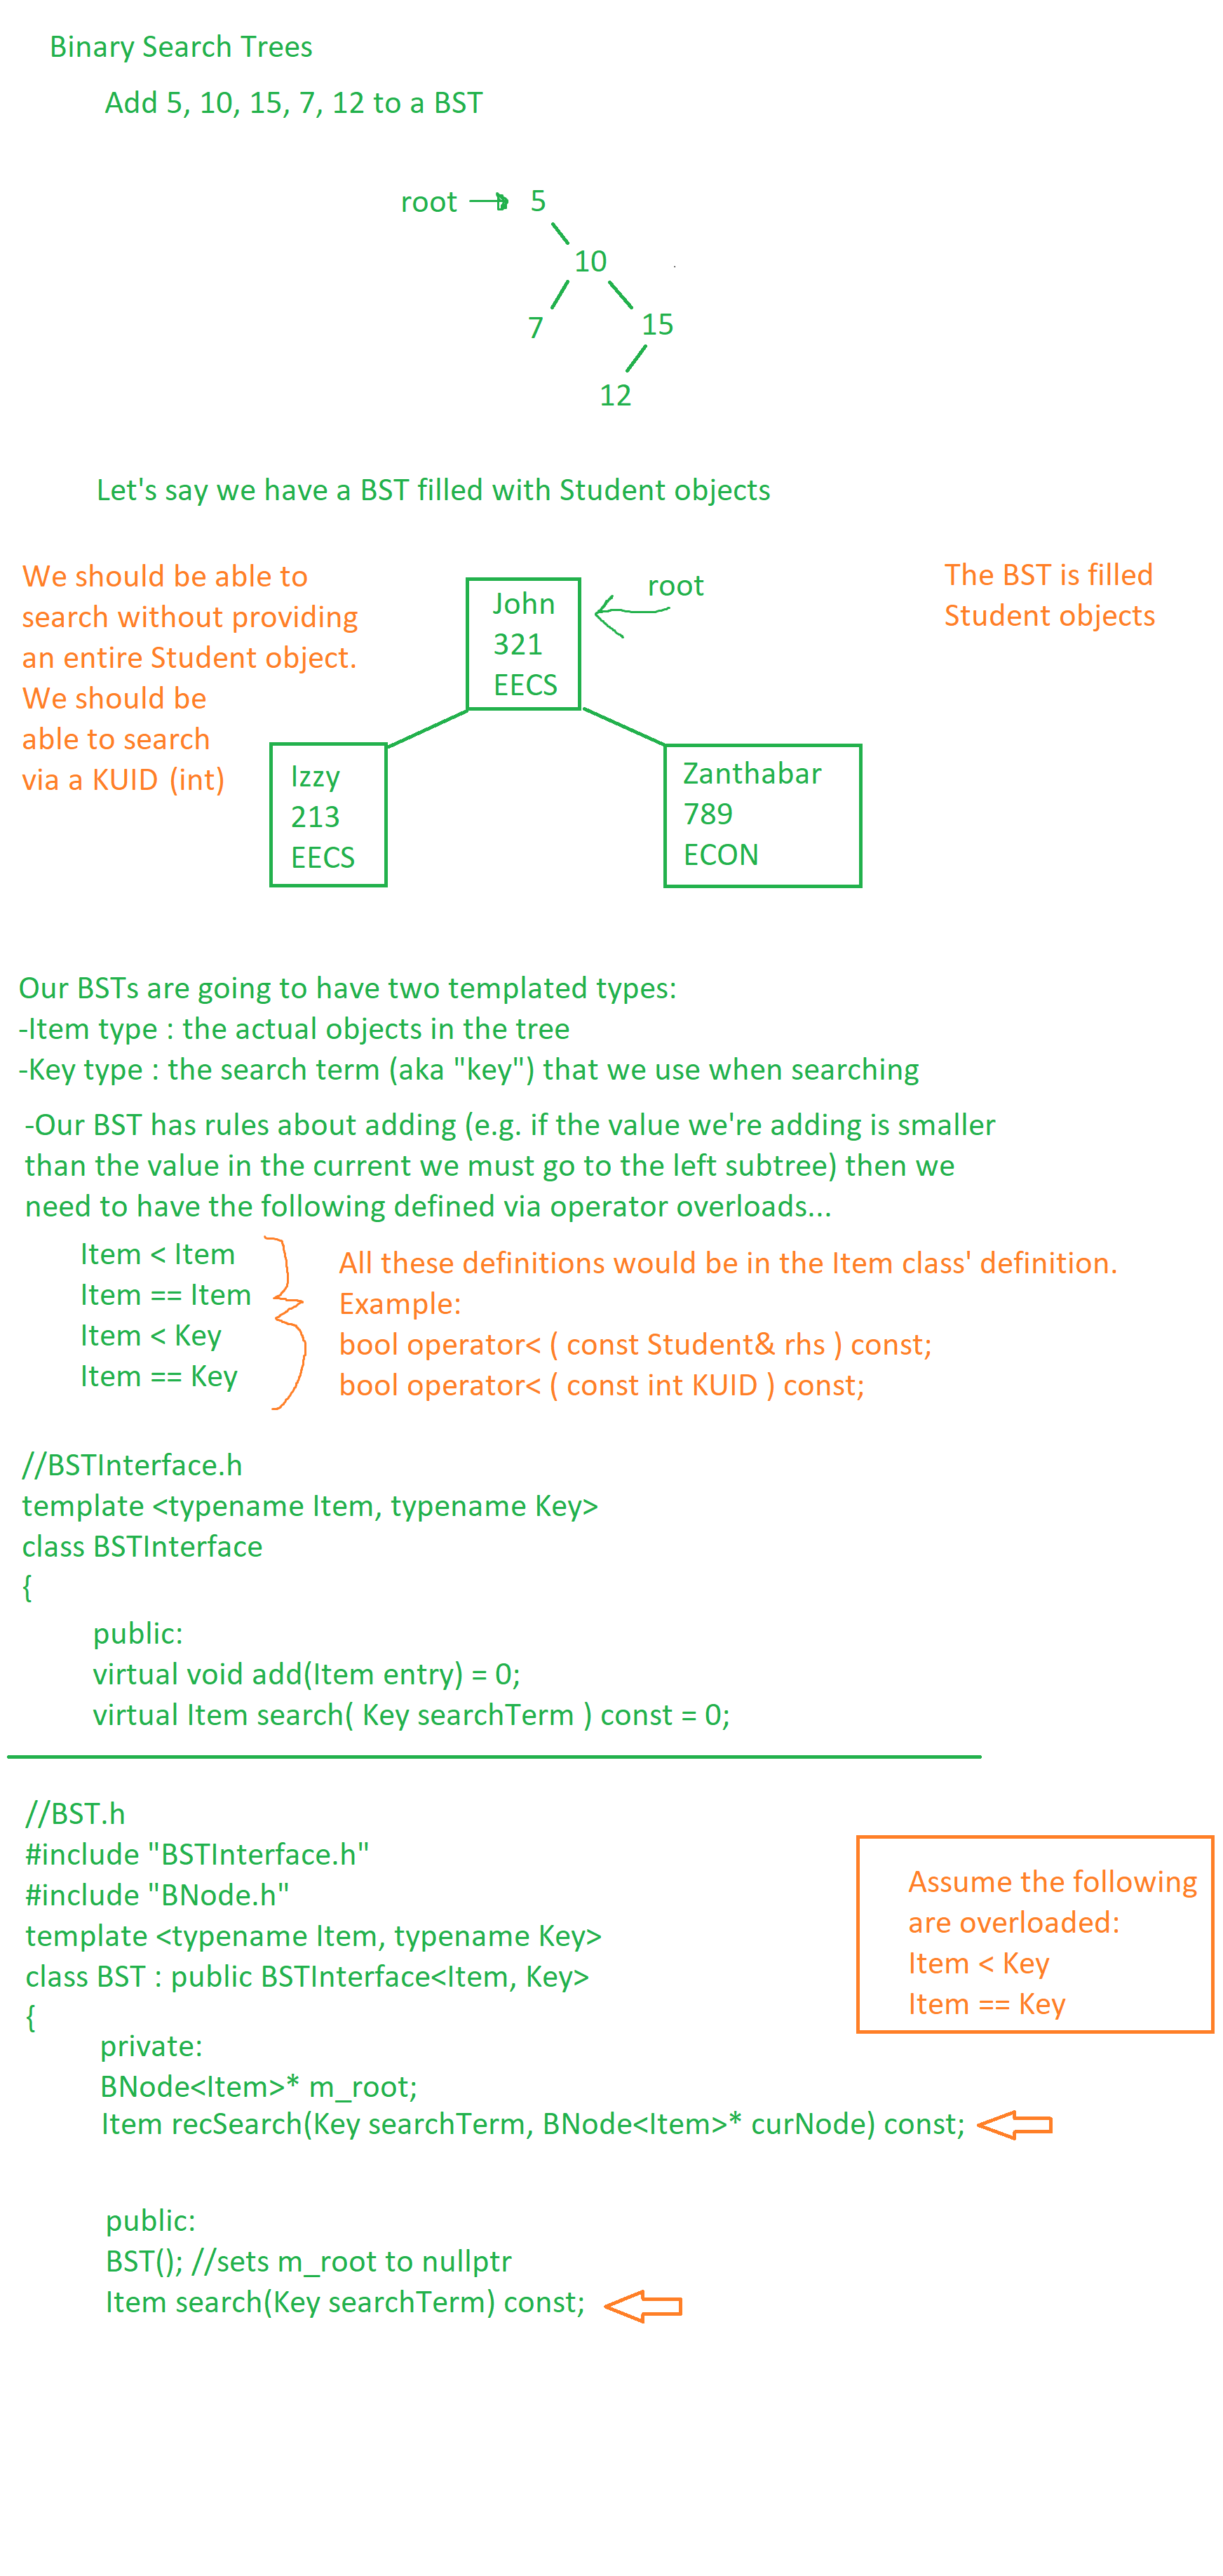 Binary Search Trees
Add 5, 10, 15, 7, 12 to a BST
root 5
10
7 15
12
Let's say we have a BST filled with Student objects
We should be able to
search without providing
an entire Student object.
We should be
able to search
via a KUID (int)
John
321
EECS
root
The BST is filled
Student objects
Izzy
213
EECS
Zanthabar
789
ECON
Our BSTs are going to have two templated types:
-Item type : the actual objects in the tree
-Key type : the search term (aka "key") that we use when searching
-Our BST has rules about adding (e.g. if the value we're adding is smaller
than the value in the current we must go to the left subtree) then we
need to have the following defined via operator overloads...
Item < Item
Item == Item
Item < Key
Item == Key
All these definitions would be in the Item class' definition.
Example:
bool operator< ( const Student& rhs ) const;
bool operator< ( const int KUID ) const;
//BSTInterface.h
template <typename Item, typename Key>
class BSTInterface
{
public:
virtual void add(Item entry) = 0;
virtual Item search( Key searchTerm ) const = 0;
//BST.h
#include "BSTInterface.h"
#include "BNode.h"
template <typename Item, typename Key>
class BST : public BSTInterface<Item, Key>
{
private:
BNode<Item>* m_root;
Item recSearch(Key searchTerm, BNode<Item>* curNode) const;
public:
BST(); //sets m_root to nullptr
Item search(Key searchTerm) const;
Assume the following
are overloaded:
Item < Key
Item == Key